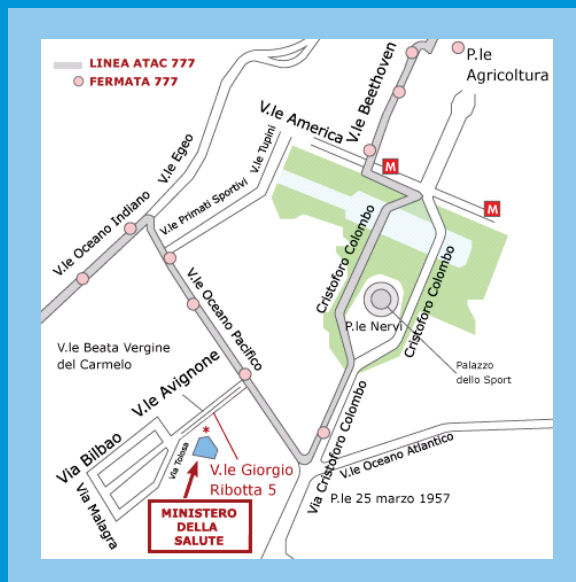 LINEA ATAC 777
FERMATA 777
P.le
Agricoltura
V.le Beethoven
V.le America
M
M
V.le Egeo
V.le Tupini
V.le Primati Sportivi
V.le Oceano Indiano
Cristoforo Colombo
Cristoforo Colombo
V.le Oceano Pacifico
P.le Nervi
V.le Beata Vergine
del Carmelo
Palazzo
dello Sport
V.le Avignone
Via Bilbao
Via Tolosa
*
V.le Giorgio
Ribotta 5
Via Malagra
Via Cristoforo Colombo
V.le Oceano Atlantico
P.le 25 marzo 1957
MINISTERO
DELLA
SALUTE